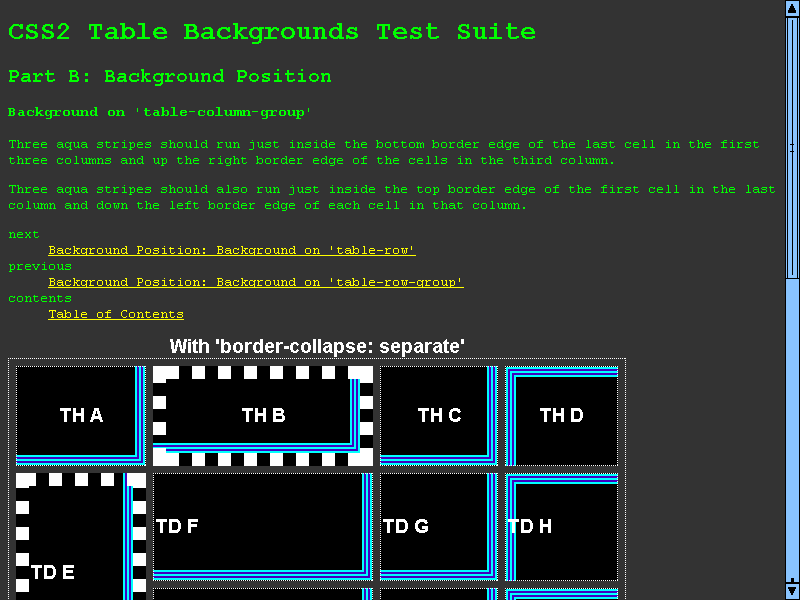 CSS2 Table Backgrounds Test Suite
Part B: Background Position
Background on 'table-column-group'
Three aqua stripes should run just inside the bottom border edge of the last cell in the first
three columns and up the right border edge of the cells in the third column.
Three aqua stripes should also run just inside the top border edge of the first cell in the last
column and down the left border edge of each cell in that column.
next
Background Position: Background on 'table-row'
previous
Background Position: Background on 'table-row-group'
contents
Table of Contents
With 'border-collapse: separate'
TH A TH B TH C TH D
TD F TD G TD H
TD E